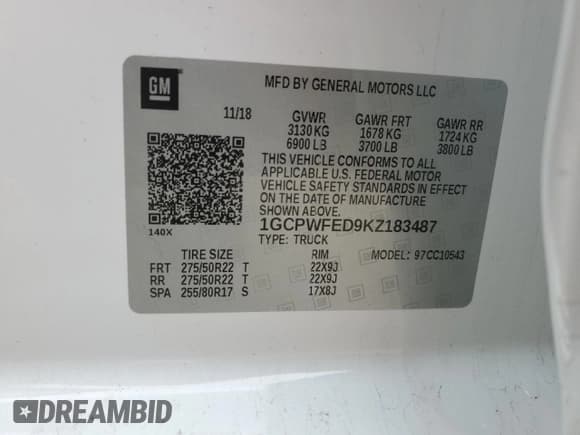 GM
MFD BY GENERAL MOTORS LLC
11/18 GVWR GAWR FRT GAWR RR
3130 KG 1678 KG 1724 KG
6900 LB 3700 LB 3800 LB
THIS VEHICLE CONFORMS TO ALL
APPLICABLE U.S. FEDERAL MOTOR
VEHICLE SAFETY STANDARDS IN EFFECT
ON THE DATE OF MANUFACTURE
SHOWN ABOVE.
140X
1GCPWFED9KZ183487
TYPE: TRUCK MODEL: 97CC10543
TIRE SIZE RIM
FRT 275/50R22 T 22X9J
RR 275/50R22 T 22X9J
SPA 255/80R17 S 17X8J
DREAMBID